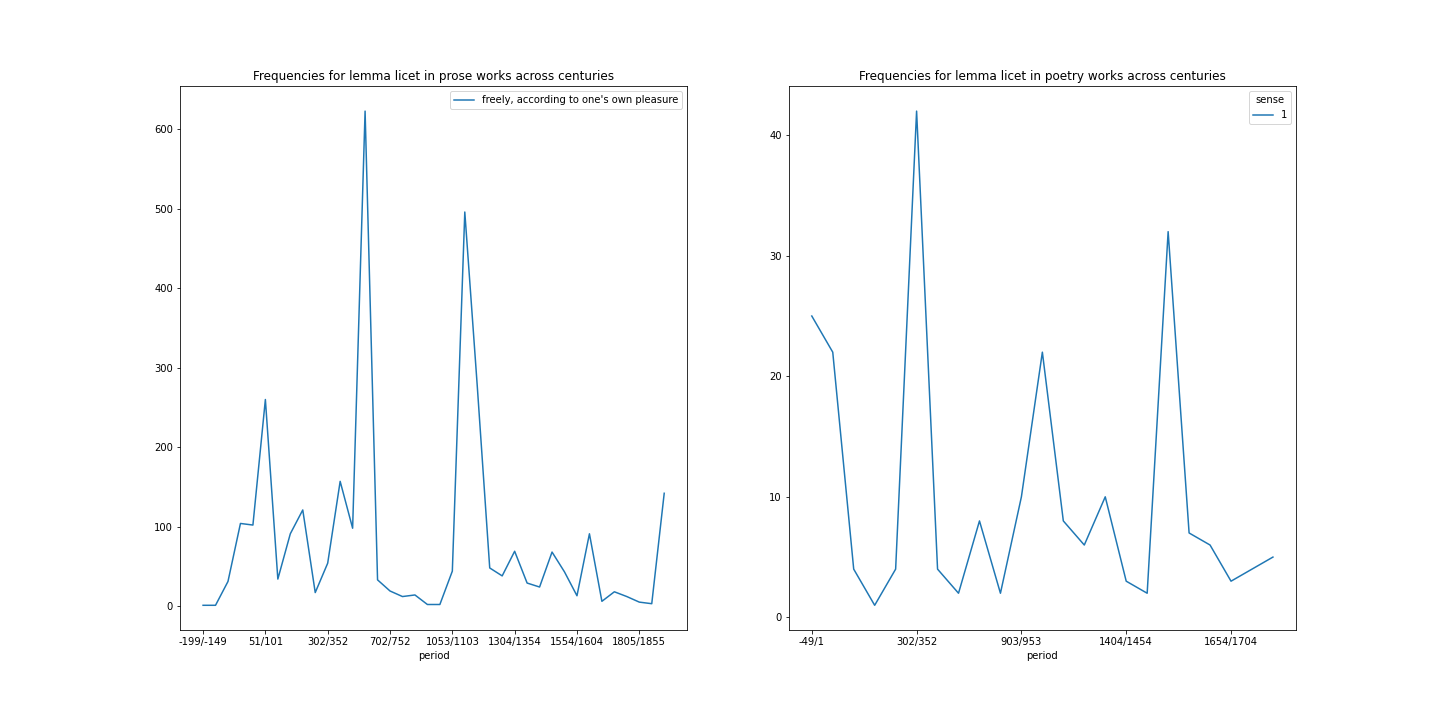 Frequencies for lemma licet in prose works across centuries
freely, according to one's own pleasure
600
500
400
300
200
100
0
-199/-149 51/101 302/352 702/752 1053/1103 1304/1354 1554/1604 1805/1855
period
Frequencies for lemma licet in poetry works across centuries
sense
1
40
30
20
10
0
-49/1 302/352 903/953 1404/1454 1654/1704
period